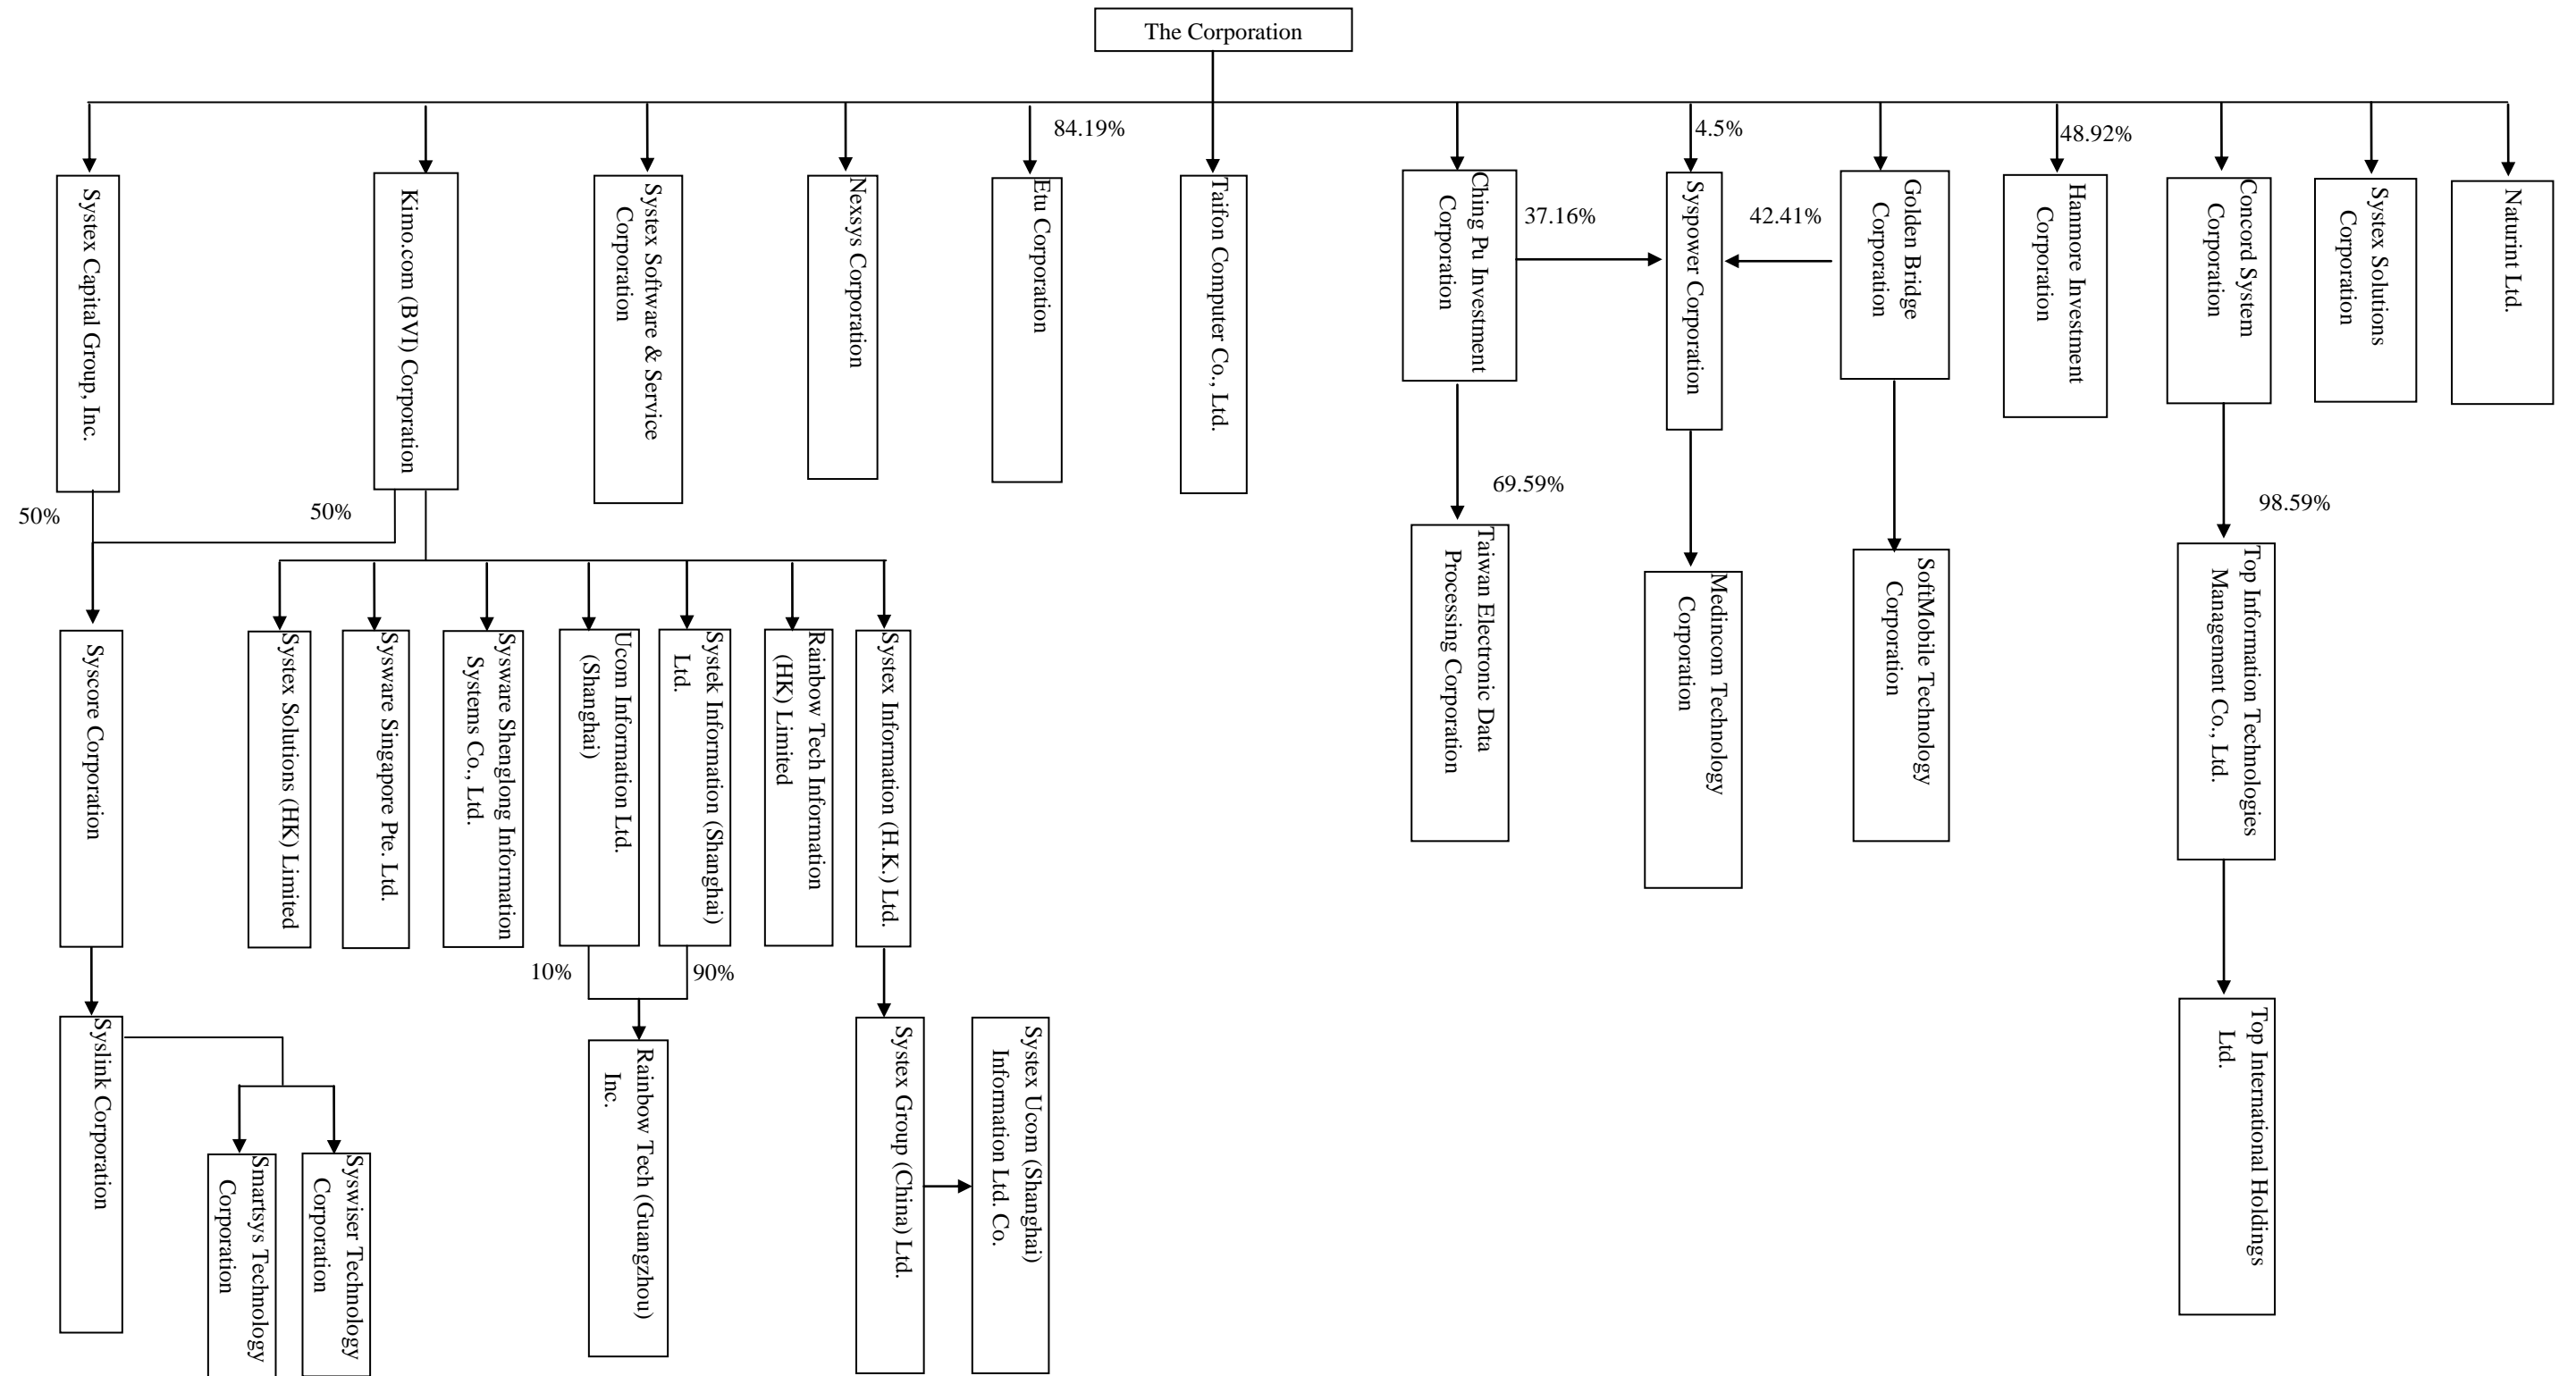 The Corporation
84.19%
4.5%
48.92%
Systex Capital Group, Inc.
Kimo.com (BVI) Corporation
Systex Software & Service
Corporation
Nexsys Corporation
Etu Corporation
Taifon Computer Co., Ltd.
Ching Pu Investment
Corporation
37.16%
Syspower Corporation
42.41%
Golden Bridge
Corporation
Hanmore Investment
Corporation
Concord System
Corporation
Systex Solutions
Corporation
Naturint Ltd.
50%
50%
69.59%
98.59%
Taiwan Electronic Data
Processing Corporation
Medincom Technology
Corporation
SoftMobile Technology
Corporation
Top Information Technologies
Management Co., Ltd.
Syscore Corporation
Systex Solutions (HK) Limited
Sysware Singapore Pte. Ltd.
Sysware Shenglong Information
Systems Co., Ltd.
Ucom Information Ltd.
(Shanghai)
Systek Information (Shanghai)
Ltd.
Rainbow Tech Information
(HK) Limited
Systex Information (H.K.) Ltd.
10%
90%
Syslink Corporation
Smartsys Technology
Corporation
Syswiser Technology
Corporation
Rainbow Tech (Guangzhou)
Inc.
Systex Group (China) Ltd.
Systex Ucom (Shanghai)
Information Ltd. Co.
Top International Holdings
Ltd.